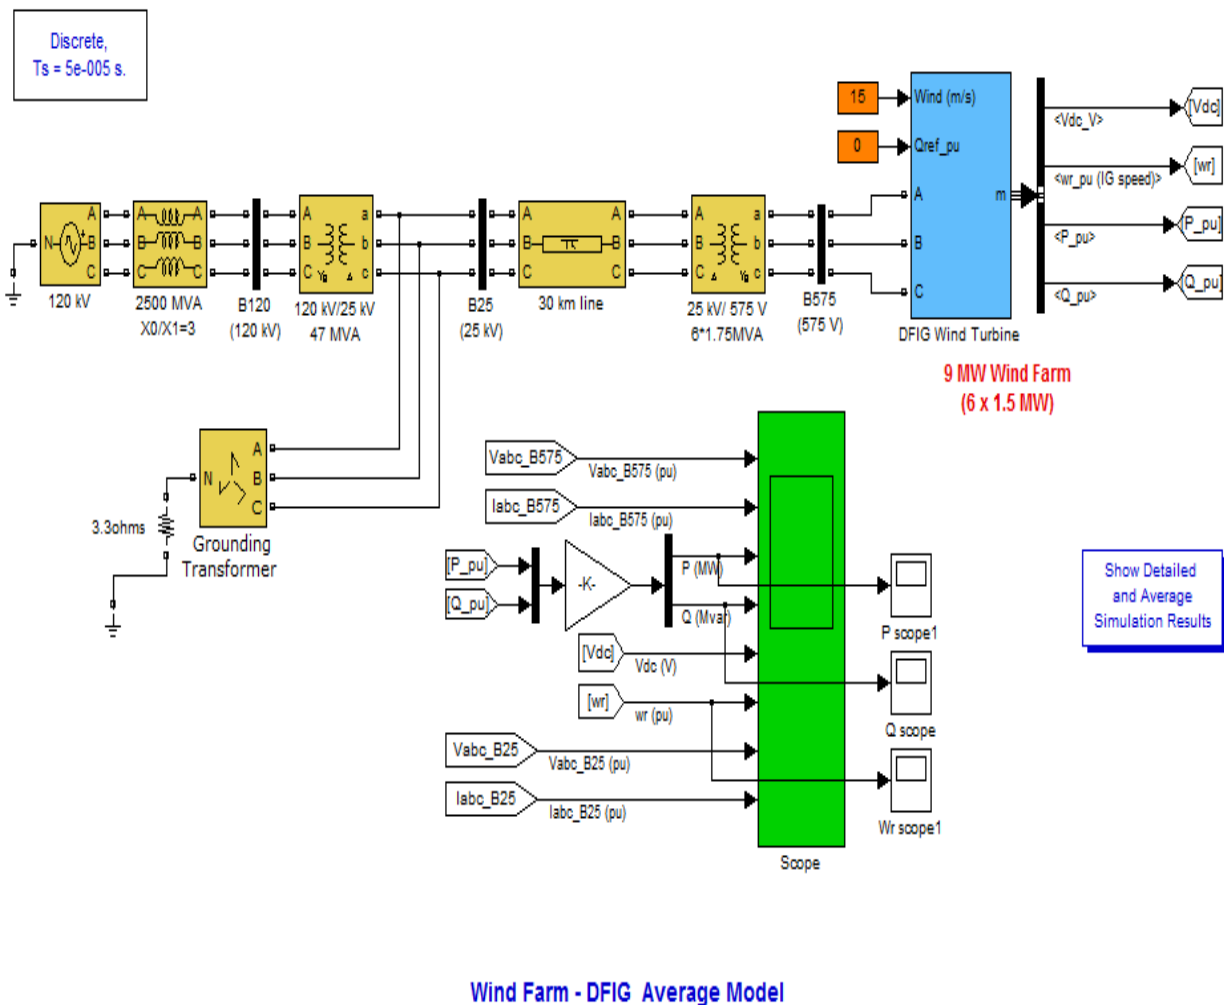 Discrete,
Ts = 5e-005 s.
15
0
Wind (m/s)
Qref_pu
A
B
C
m
DFIG Wind Turbine
<Vdc_V>
<wr_pu (IG speed)>
<P_pu>
<Q_pu>
[Vdc]
[wr]
[P_pu]
[Q_pu]
9 MW Wind Farm
(6 x 1.5 MW)
N
A
B
C
120 kV
A A
B B
C C
2500 MVA
X0/X1=3
B120
(120 kV)
A a
B b
C c
Yg Δ
120 kV/25 kV
47 MVA
B25
(25 kV)
A A
B B
C C
30 km line
A a
B b
C c
Δ Yg
25 kV/ 575 V
6*1.75MVA
B575
(575 V)
N
A
B
C
3.3ohms
Grounding
Transformer
Vabc_B575
Vabc_B575 (pu)
Iabc_B575
Iabc_B575 (pu)
[P_pu]
[Q_pu]
-K-
P (MW)
Q (Mvar)
[Vdc]
Vdc (V)
[wr]
wr (pu)
Vabc_B25
Vabc_B25 (pu)
Iabc_B25
Iabc_B25 (pu)
Scope
P scope1
Q scope
Wr scope1
Show Detailed
and Average
Simulation Results
Wind Farm - DFIG Average Model